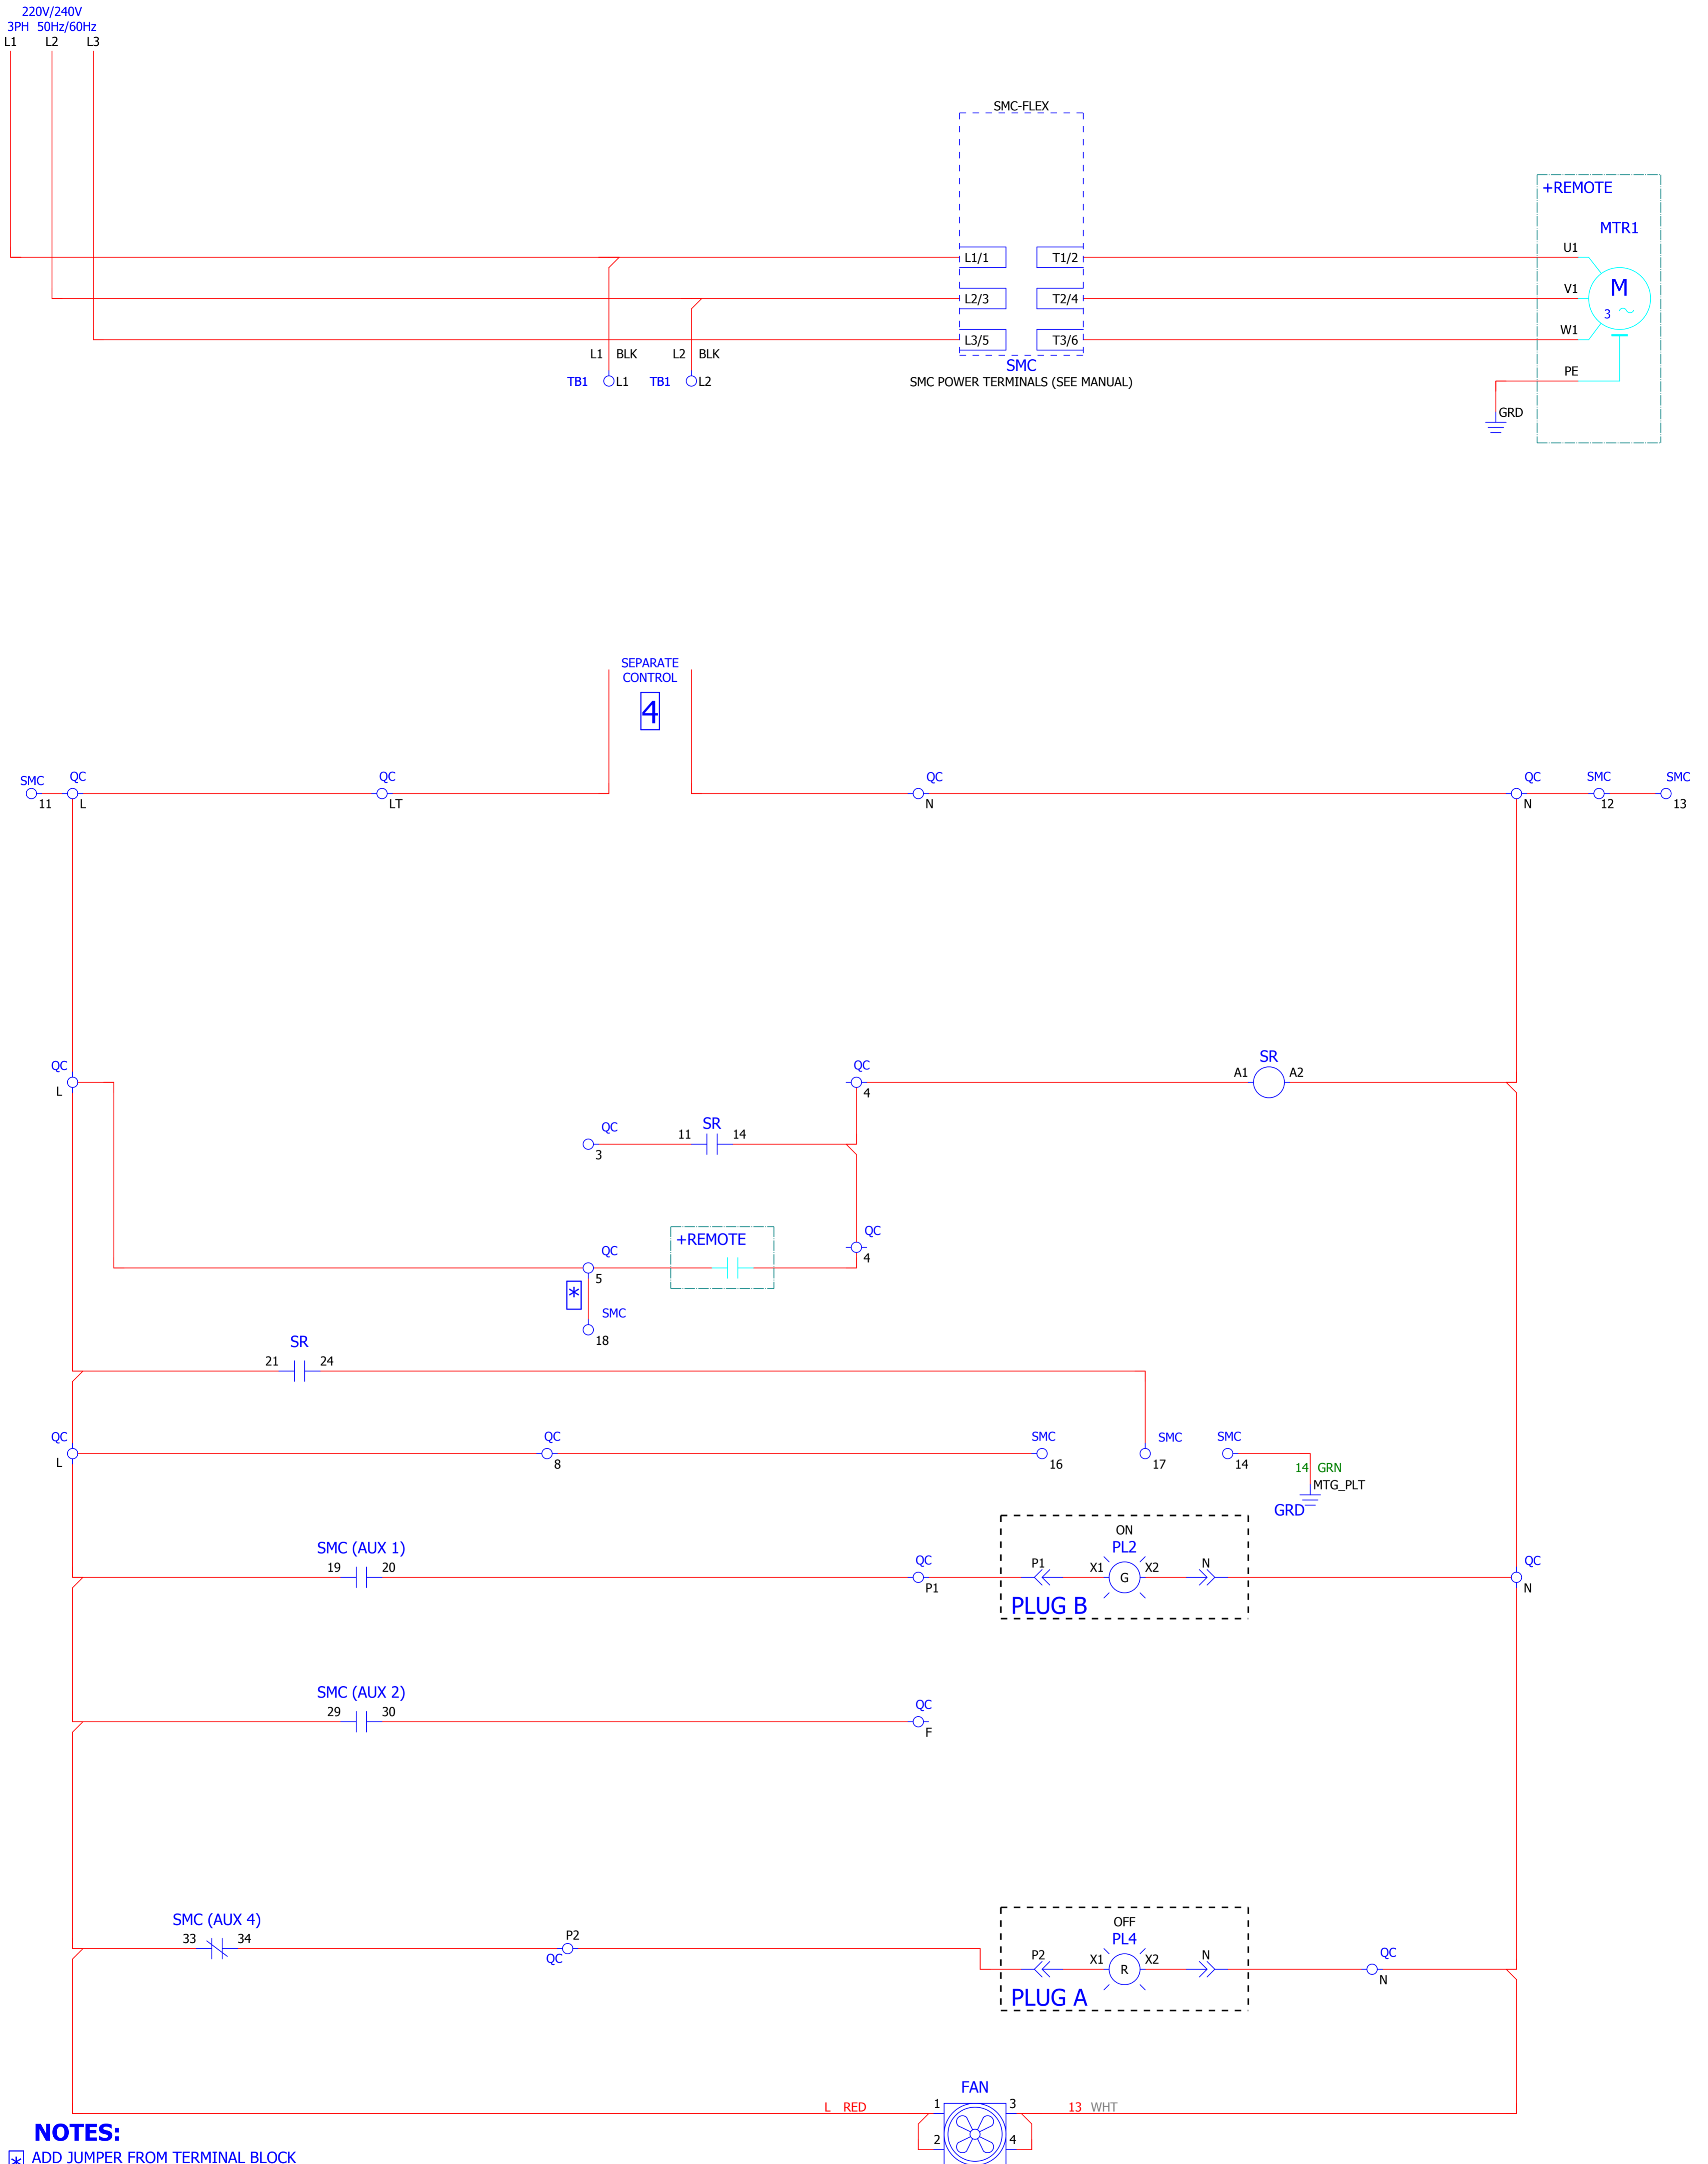 220V/240V
3PH 50Hz/60Hz
L1 L2 L3
SMC-FLEX
+REMOTE
MTR1
L1/1 T1/2 U1
L2/3 T2/4 V1 M
3
L3/5 T3/6 W1
L1 BLK L2 BLK
SMC
TB1 L1 TB1 L2 SMC POWER TERMINALS (SEE MANUAL)
PE
GRD
SEPARATE
CONTROL
4
SMC QC QC QC QC SMC SMC
11 L LT N N 12 13
QC QC SR
L 4 A1 A2
QC SR
3 11 14
QC
4
QC +REMOTE
5
*
SMC
18
SR
21 24
QC QC SMC SMC SMC
L 8 16 17 14
14 GRN
MTG_PLT
GRD
SMC (AUX 1) ON
PL2
19 20 QC P1 X1 G X2 N QC
P1 N
PLUG B
SMC (AUX 2)
29 30 QC
F
SMC (AUX 4) OFF
PL4
33 34 P2
QC
P2 X1 R X2 N QC
N
PLUG A
FAN
L RED 1 3 13 WHT
2 4
NOTES:
* ADD JUMPER FROM TERMINAL BLOCK